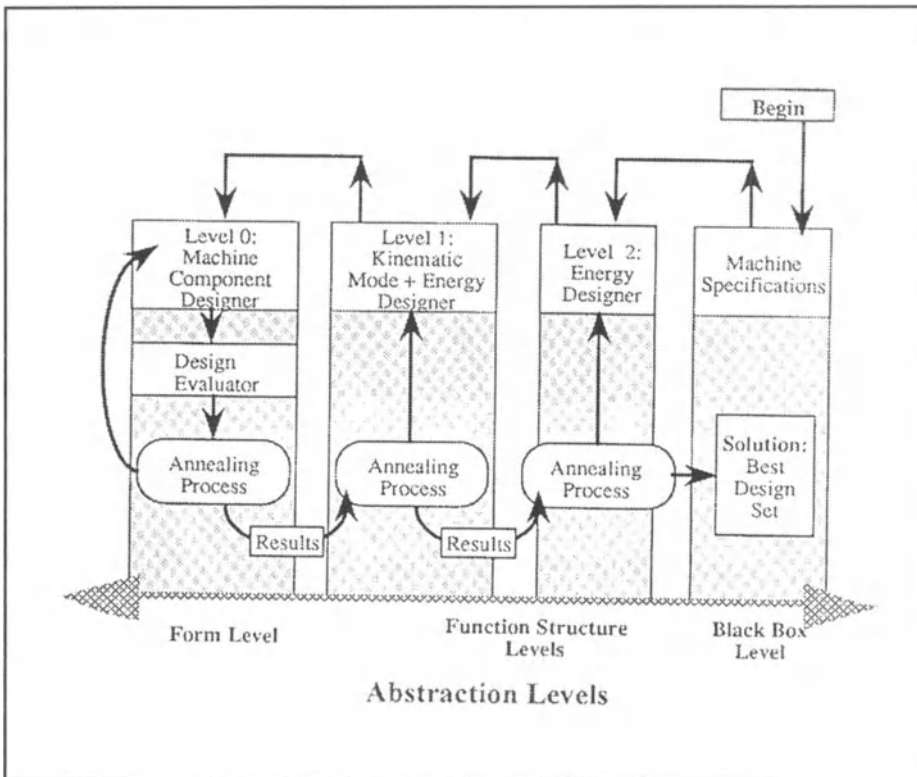 Begin
Level 0:
Machine
Component
Designer
Level 1:
Kinematic
Mode + Energy
Designer
Level 2:
Energy
Designer
Machine
Specifications
Design
Evaluator
Annealing
Process
Annealing
Process
Annealing
Process
Solution:
Best
Design
Set
Results
Results
Form Level
Function Structure
Levels
Black Box
Level
Abstraction Levels